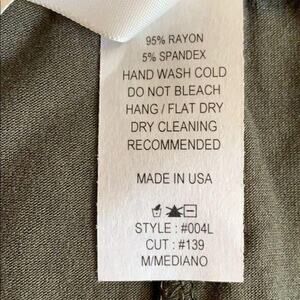 95% RAYON
5% SPANDEX
HAND WASH COLD
DO NOT BLEACH
HANG / FLAT DRY
DRY CLEANING
RECOMMENDED
MADE IN USA
STYLE : #004L
CUT : #139
M/MEDIANO